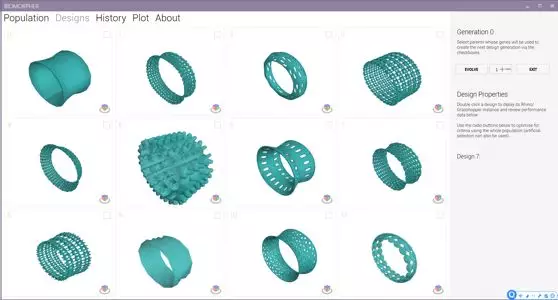 BIOMORPHER
Population Designs History Plot About
Generation 0
Select parents whose genes will be used to
create the next design generation via the
checkboxes.
EVOLVE
1
EXIT
Design Properties
Double click a design to display its Rhino/
Grasshopper instance and review performance
data below
Use the radio buttons below to optimise for
criteria using the whole population (artificial
selection can also be used).
Design 7: